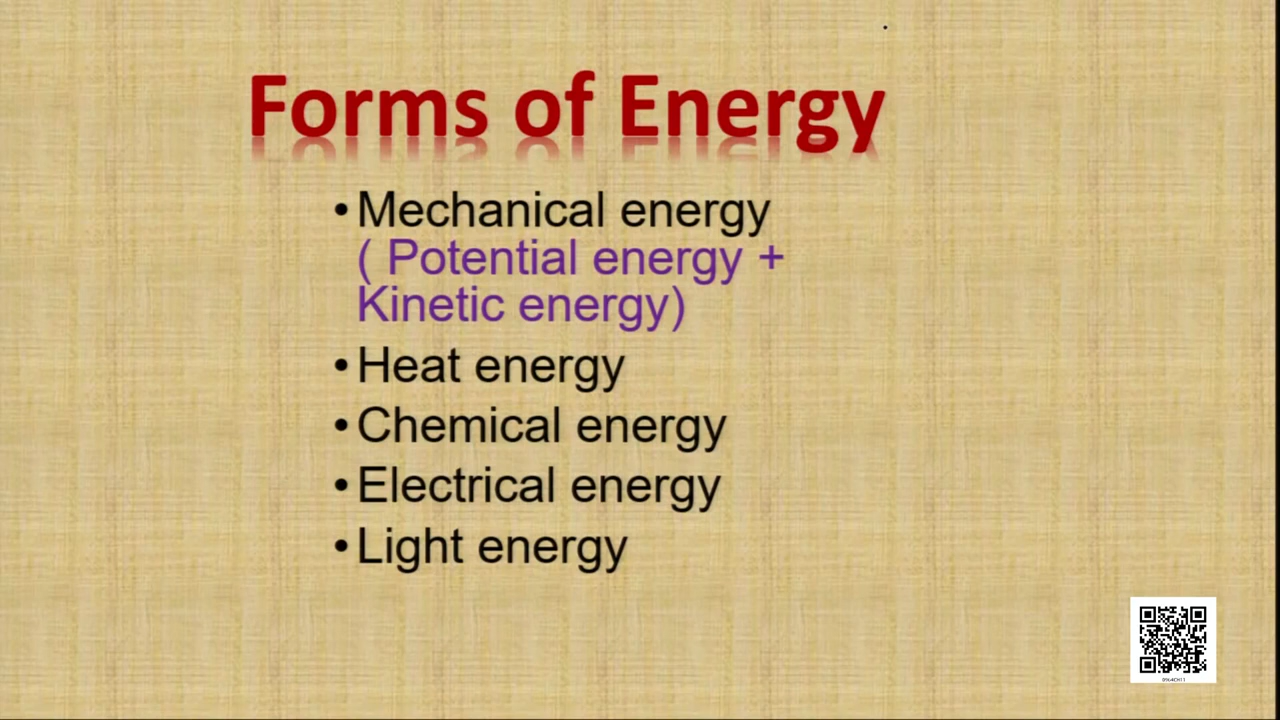 Forms of Energy
• Mechanical energy
( Potential energy +
Kinetic energy)
• Heat energy
• Chemical energy
• Electrical energy
• Light energy